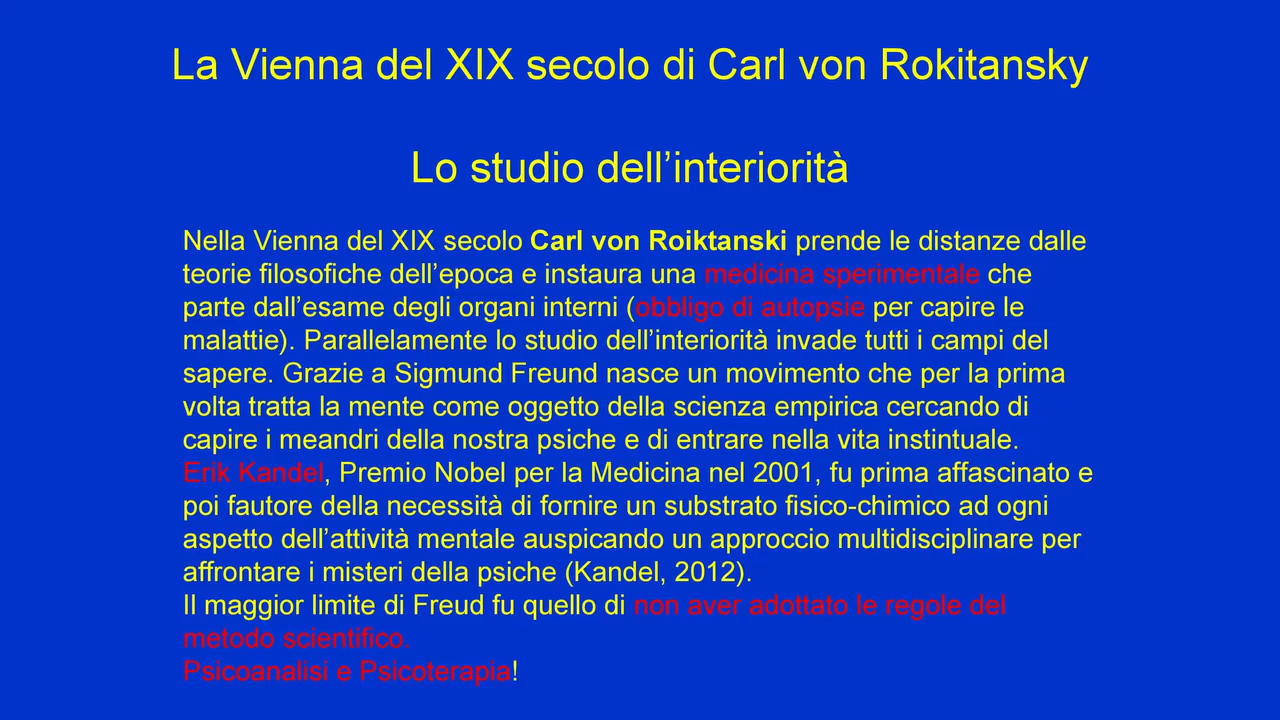 La Vienna del XIX secolo di Carl von Rokitansky
Lo studio dell’interiorità
Nella Vienna del XIX secolo Carl von Roiktanski prende le distanze dalle
teorie filosofiche dell’epoca e instaura una medicina sperimentale che
parte dall’esame degli organi interni (obbligo di autopsie per capire le
malattie). Parallelamente lo studio dell’interiorità invade tutti i campi del
sapere. Grazie a Sigmund Freund nasce un movimento che per la prima
volta tratta la mente come oggetto della scienza empirica cercando di
capire i meandri della nostra psiche e di entrare nella vita instintuale.
Erik Kandel, Premio Nobel per la Medicina nel 2001, fu prima affascinato e
poi fautore della necessità di fornire un substrato fisico-chimico ad ogni
aspetto dell’attività mentale auspicando un approccio multidisciplinare per
affrontare i misteri della psiche (Kandel, 2012).
Il maggior limite di Freud fu quello di non aver adottato le regole del
metodo scientifico.
Psicoanalisi e Psicoterapia!